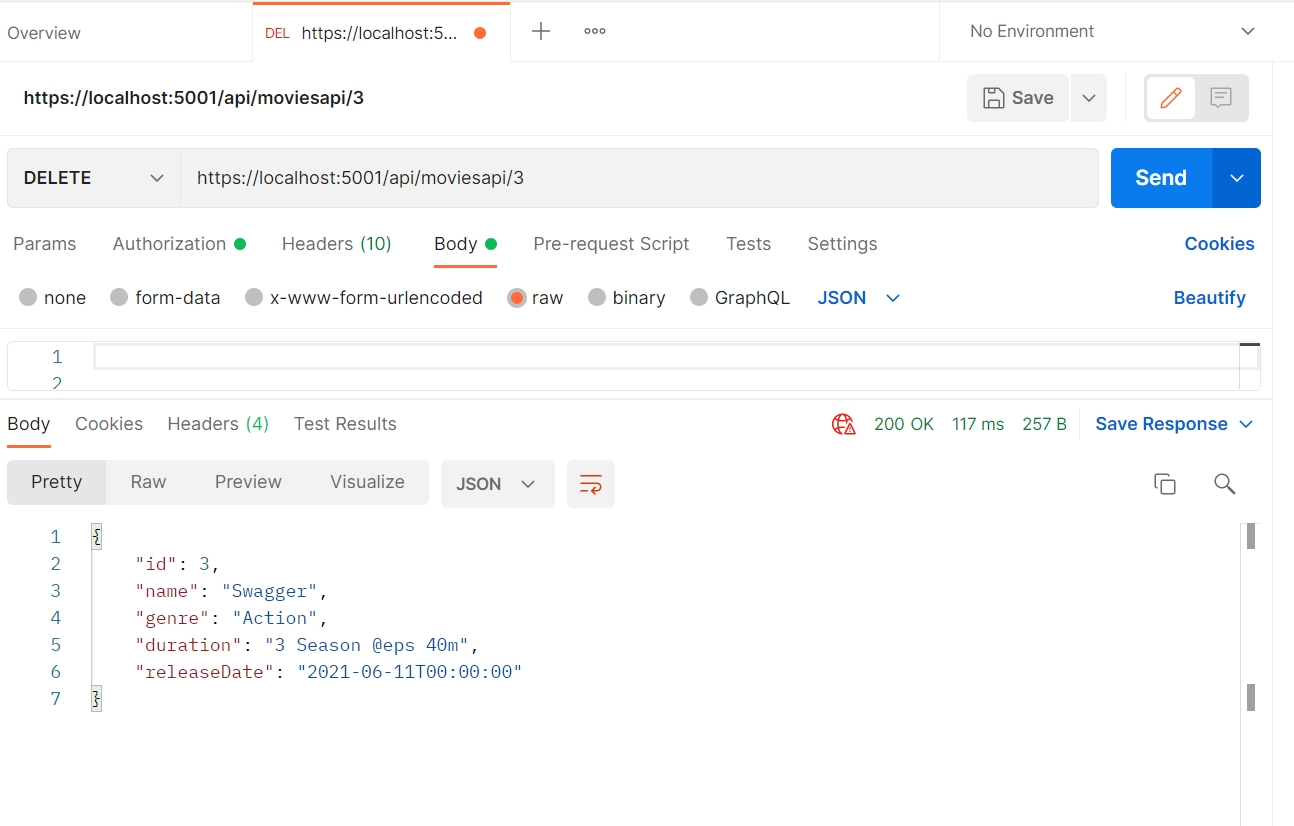 Overview DEL https://localhost:5... No Environment
https://localhost:5001/api/moviesapi/3 Save
DELETE https://localhost:5001/api/moviesapi/3 Send
Params Authorization Headers (10) Body Pre-request Script Tests Settings Cookies
none form-data x-www-form-urlencoded raw binary GraphQL JSON Beautify
1
2
Body Cookies Headers (4) Test Results 200 OK 117 ms 257 B Save Response
Pretty Raw Preview Visualize JSON
1 {
2 "id": 3,
3 "name": "Swagger",
4 "genre": "Action",
5 "duration": "3 Season @eps 40m",
6 "releaseDate": "2021-06-11T00:00:00"
7 }